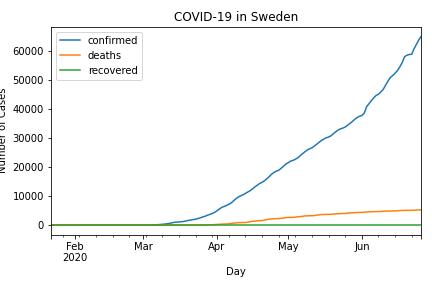 COVID-19 in Sweden
confirmed
deaths
recovered
60000
50000
40000
30000
20000
10000
0
Number of Cases
Feb Mar Apr May Jun
2020
Day